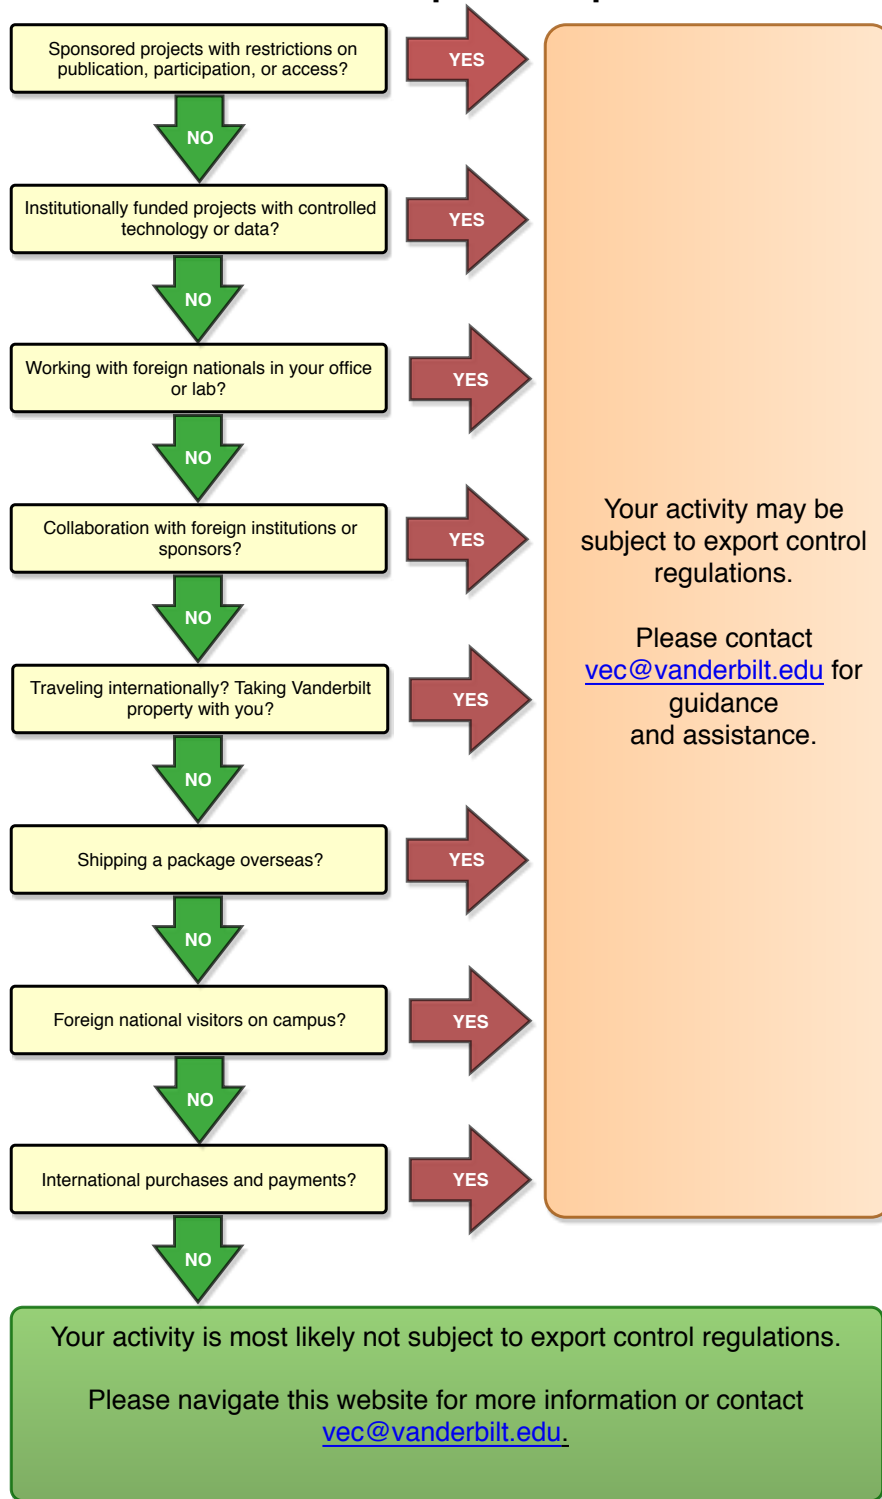 Sponsored projects with restrictions on
publication, participation, or access?
YES
NO
Institutionally funded projects with controlled
technology or data?
YES
NO
Working with foreign nationals in your office
or lab?
YES
NO
Collaboration with foreign institutions or
sponsors?
YES
NO
Traveling internationally? Taking Vanderbilt
property with you?
YES
NO
Shipping a package overseas?
YES
NO
Foreign national visitors on campus?
YES
NO
International purchases and payments?
YES
NO
Your activity may be
subject to export control
regulations.
Please contact
vec@vanderbilt.edu for
guidance
and assistance.
Your activity is most likely not subject to export control regulations.
Please navigate this website for more information or contact
vec@vanderbilt.edu.